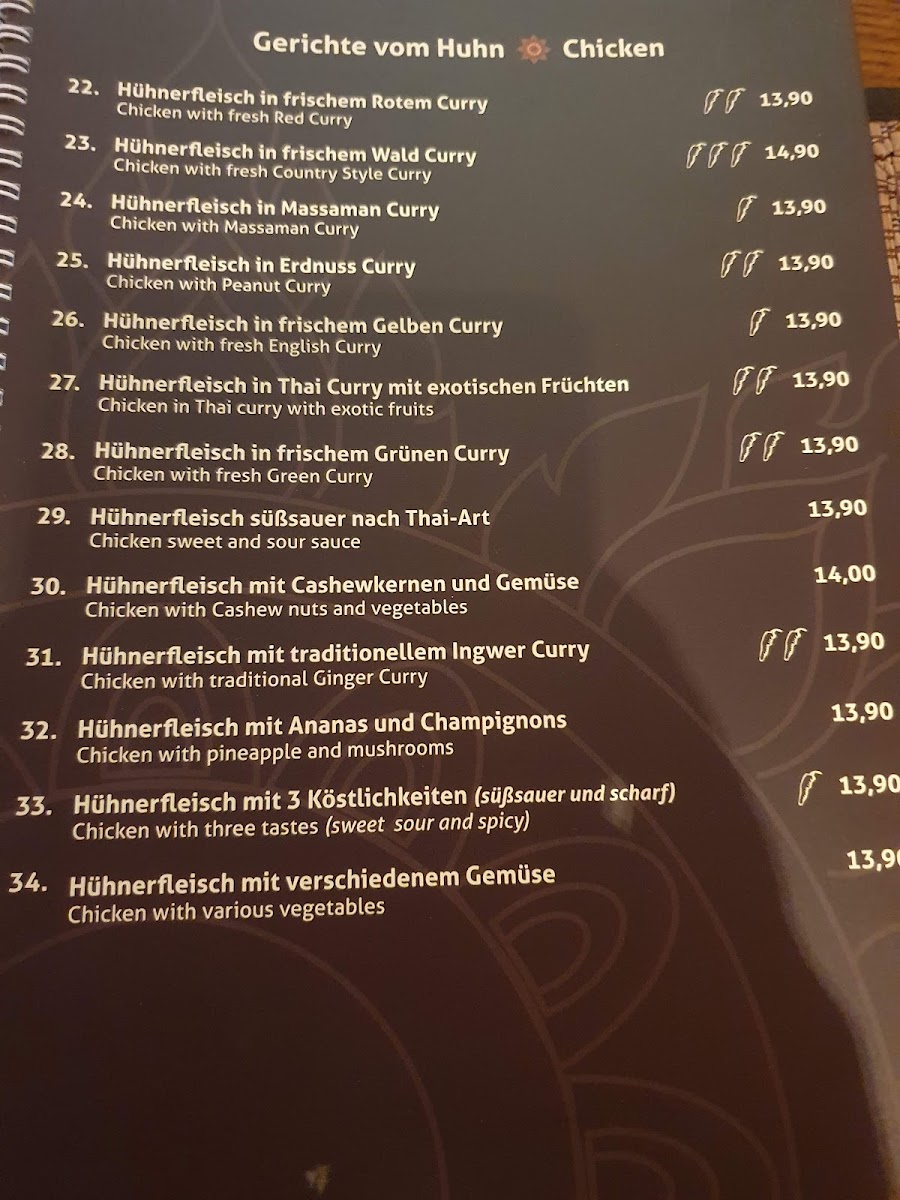 Gerichte vom Huhn Chicken
22. Hühnerfleisch in frischem Rotem Curry 13,90
Chicken with fresh Red Curry
23. Hühnerfleisch in frischem Wald Curry 14,90
Chicken with fresh Country Style Curry
24. Hühnerfleisch in Massaman Curry 13,90
Chicken with Massaman Curry
25. Hühnerfleisch in Erdnuss Curry 13,90
Chicken with Peanut Curry
26. Hühnerfleisch in frischem Gelben Curry 13,90
Chicken with fresh English Curry
27. Hühnerfleisch in Thai Curry mit exotischen Früchten 13,90
Chicken in Thai curry with exotic fruits
28. Hühnerfleisch in frischem Grünen Curry 13,90
Chicken with fresh Green Curry
29. Hühnerfleisch süßsauer nach Thai-Art 13,90
Chicken sweet and sour sauce
30. Hühnerfleisch mit Cashewkernen und Gemüse 14,00
Chicken with Cashew nuts and vegetables
31. Hühnerfleisch mit traditionellem Ingwer Curry 13,90
Chicken with traditional Ginger Curry
32. Hühnerfleisch mit Ananas und Champignons 13,90
Chicken with pineapple and mushrooms
33. Hühnerfleisch mit 3 Köstlichkeiten (süßsauer und scharf) 13,90
Chicken with three tastes (sweet sour and spicy)
34. Hühnerfleisch mit verschiedenem Gemüse 13,90
Chicken with various vegetables